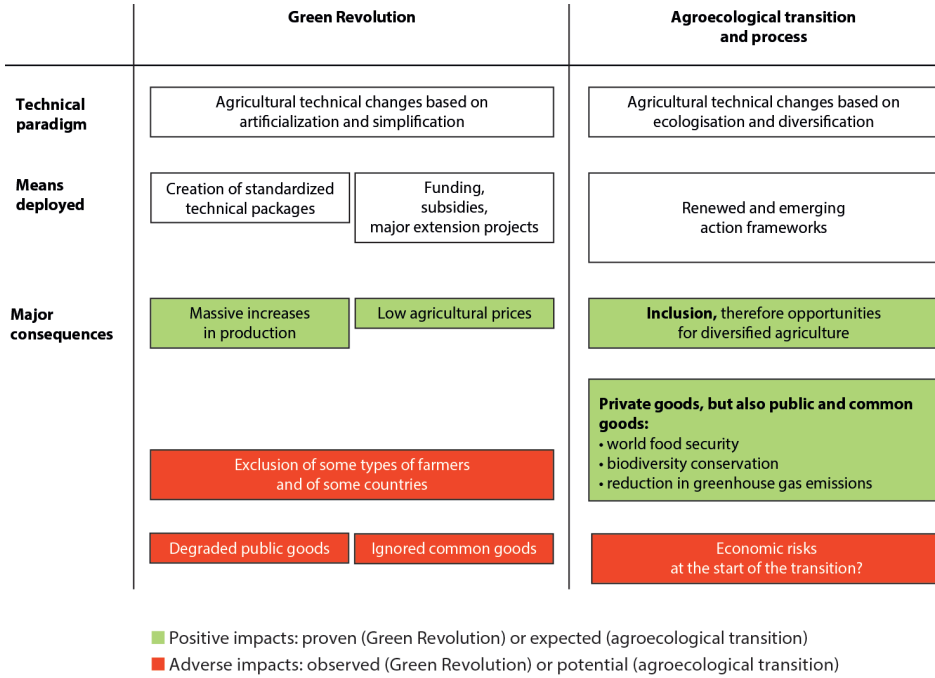 Green Revolution
Agroecological transition
and process
Technical
paradigm
Agricultural technical changes based on
artificialization and simplification
Agricultural technical changes based on
ecologisation and diversification
Means
deployed
Creation of standardized
technical packages
Funding,
subsidies,
major extension projects
Renewed and emerging
action frameworks
Major
consequences
Massive increases
in production
Low agricultural prices
Inclusion, therefore opportunities
for diversified agriculture
Private goods, but also public and common
goods:
• world food security
• biodiversity conservation
• reduction in greenhouse gas emissions
Exclusion of some types of farmers
and of some countries
Degraded public goods
Ignored common goods
Economic risks
at the start of the transition?
Positive impacts: proven (Green Revolution) or expected (agroecological transition)
Adverse impacts: observed (Green Revolution) or potential (agroecological transition)